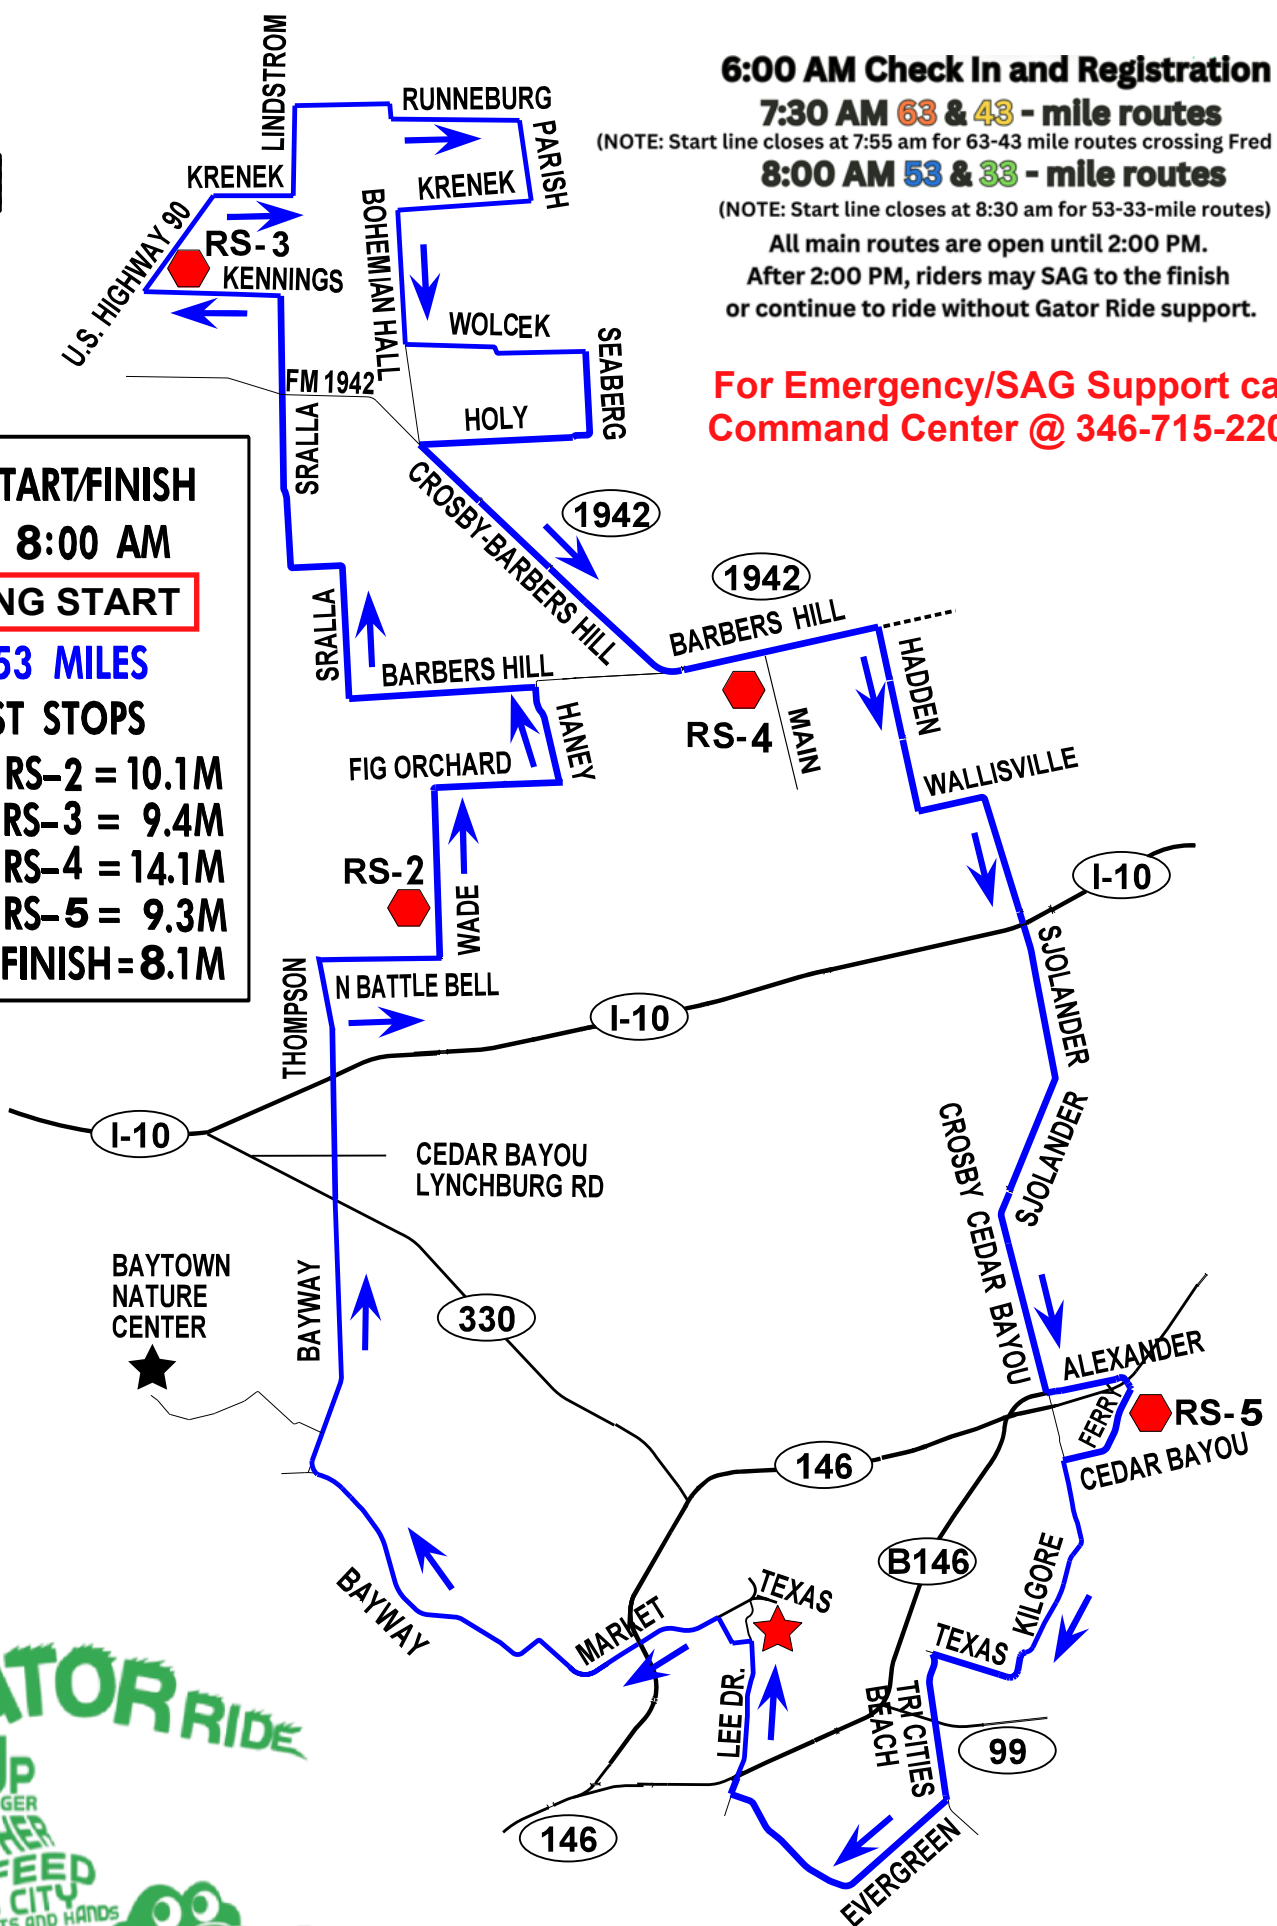 6:00 AM Check In and Registration
7:30 AM 63 & 43 - mile routes
(NOTE: Start line closes at 7:55 am for 63-43 mile routes crossing Fred
8:00 AM 53 & 33 - mile routes
(NOTE: Start line closes at 8:30 am for 53-33-mile routes)
All main routes are open until 2:00 PM.
After 2:00 PM, riders may SAG to the finish
or continue to ride without Gator Ride support.
For Emergency/SAG Support ca
Command Center @ 346-715-220
LINDSTROM
RUNNEBURG
PARISH
KRENEK
KRENEK
U.S. HIGHWAY 90
RS-3
KENNINGS
BOHEMIAN HALL
WOLCEK
SEABERG
FM 1942
HOLY
SRALLA
CROSBY-BARBERS HILL
1942
1942
TART/FINISH
8:00 AM
NG START
53 MILES
ST STOPS
RS-2 = 10.1M
RS-3 = 9.4M
RS-4 = 14.1M
RS-5 = 9.3M
FINISH = 8.1M
SRALLA
BARBERS HILL
BARBERS HILL
HADDEN
RS-4
MAIN
HANEY
FIG ORCHARD
WALLISVILLE
RS-2
WADE
I-10
THOMPSON
N BATTLE BELL
I-10
SJOLANDER
I-10
CEDAR BAYOU
LYNCHBURG RD
SJOLANDER
CROSBY CEDAR BAYOU
BAYTOWN
NATURE
CENTER
BAYWAY
330
ALEXANDER
FERRY
RS-5
CEDAR BAYOU
146
BAYWAY
B146
KILGORE
TEXAS
MARKET
TEXAS
LEE DR.
TRI CITIES
BEACH
99
146
EVERGREEN
ATOR RIDE
UP
GER
HER
FEED
CITY
TS AND HANDS